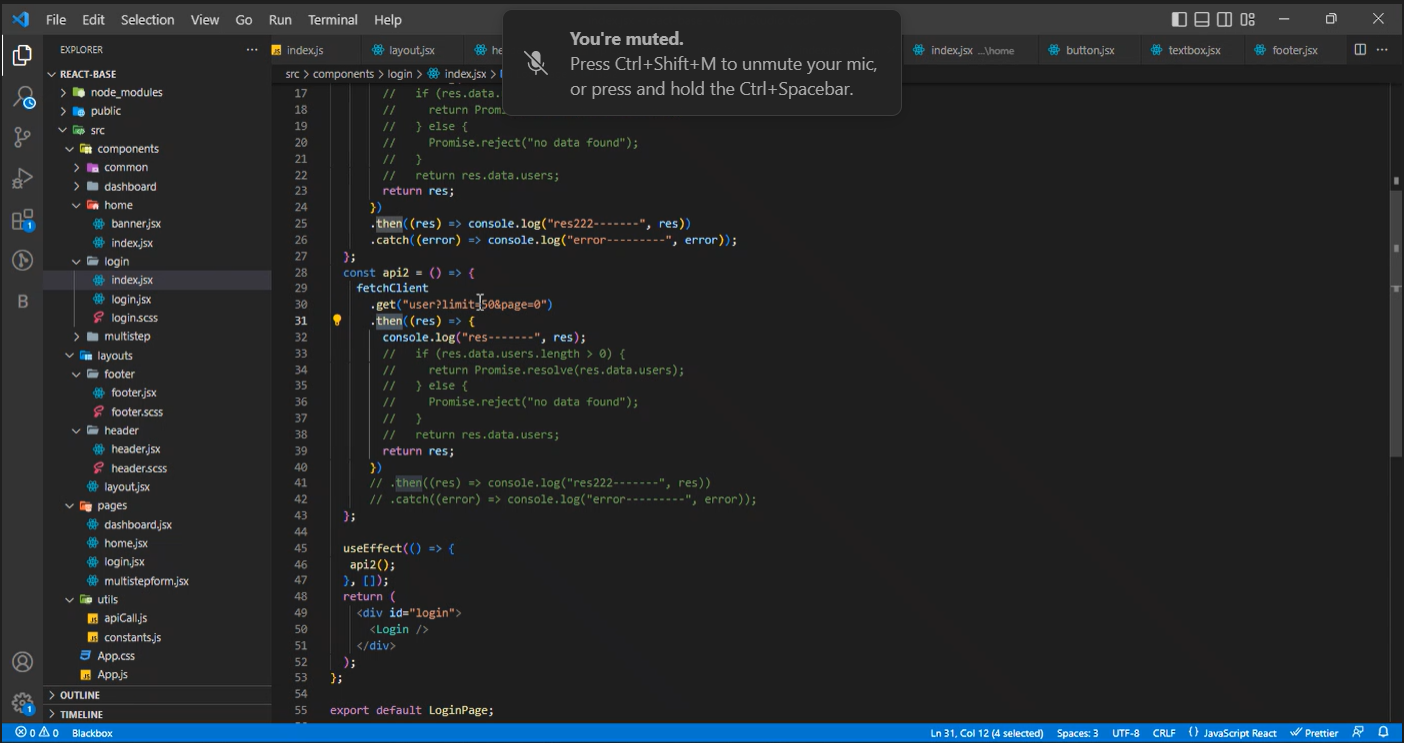 File Edit Selection View Go Run Terminal Help
You're muted.
Press Ctrl+Shift+M to unmute your mic,
or press and hold the Ctrl+Spacebar.
EXPLORER
index.js
layout.jsx
index.jsx ...\home
button.jsx
textbox.jsx
footer.jsx
src > components > login > index.jsx >
REACT-BASE
node_modules
public
src
components
common
dashboard
home
banner.jsx
index.jsx
login
index.jsx
login.jsx
login.scss
multistep
layouts
footer
footer.jsx
footer.scss
header
header.jsx
header.scss
layout.jsx
pages
dashboard.jsx
home.jsx
login.jsx
multistepform.jsx
utils
apiCall.js
constants.js
App.css
App.js
OUTLINE
TIMELINE
17 // if (res.data.
18 // return Prom
19 // } else {
20 // Promise.reject("no data found");
21 // }
22 // return res.data.users;
23 return res;
24 })
25 .then((res) => console.log("res222-------", res))
26 .catch((error) => console.log("error---------", error));
27 };
28 const api2 = () => {
29 fetchClient
30 .get("user?limit=50&page=0")
31 .then((res) => {
32 console.log("res-------", res);
33 // if (res.data.users.length > 0) {
34 // return Promise.resolve(res.data.users);
35 // } else {
36 // Promise.reject("no data found");
37 // }
38 // return res.data.users;
39 return res;
40 })
41 // .then((res) => console.log("res222-------", res))
42 // .catch((error) => console.log("error---------", error));
43 };
44
45 useEffect(() => {
46 api2();
47 }, []);
48 return (
49 <div id="login">
50 <Login />
51 </div>
52 );
53 };
54
55 export default LoginPage;
0 0 Blackbox
Ln 31, Col 12 (4 selected) Spaces: 3 UTF-8 CRLF {} JavaScript React Prettier